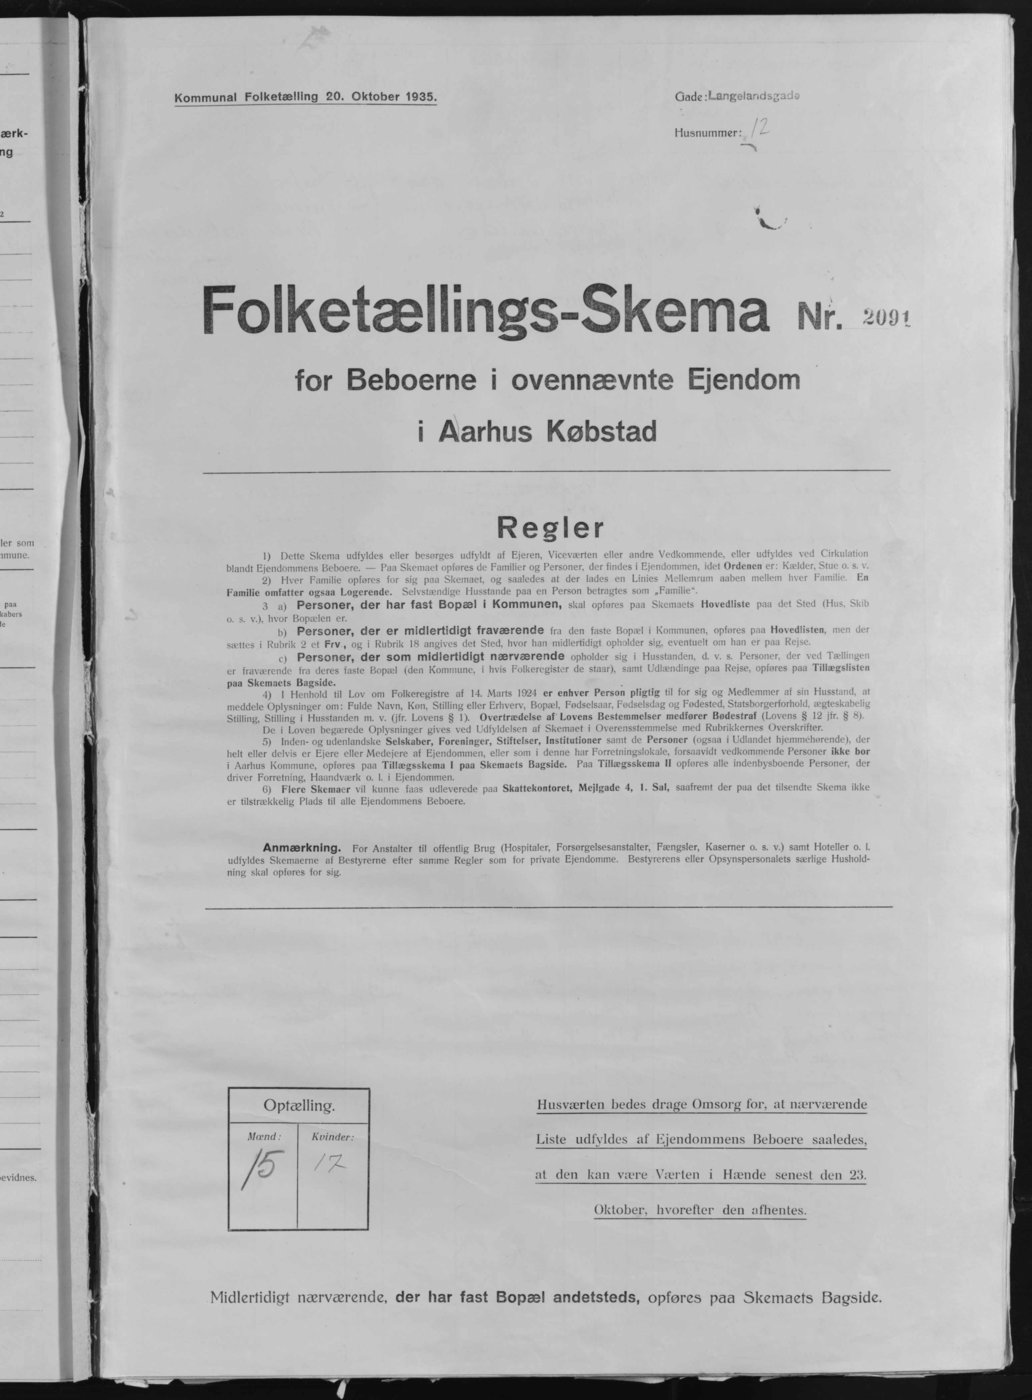 Kommunal Folketælling 20. Oktober 1935.
Gade: Langelandsgade
Husnummer: 12
Folketællings-Skema Nr. 2091
for Beboerne i ovennævnte Ejendom
i Aarhus Købstad
Regler
1) Dette Skema udfyldes eller besørges udfyldt af Ejeren, Viceværten eller andre Vedkommende, eller udfyldes ved Cirkulation
blandt Ejendommens Beboere. — Paa Skemaet opføres de Familier og Personer, der findes i Ejendommen, idet Ordenen er: Kælder, Stue o. s. v.
2) Hver Familie opføres for sig paa Skemaet, og saaledes at der lades en Linies Mellemrum aaben mellem hver Familie. En
Familie omfatter ogsaa Logerende. Selvstændige Husstande paa en Person betragtes som „Familie“.
3 a) Personer, der har fast Bopæl i Kommunen, skal opføres paa Skemaets Hovedliste paa det Sted (Hus, Skib
o. s. v.), hvor Bopælen er.
b) Personer, der er midlertidigt fraværende fra den faste Bopæl i Kommunen, opføres paa Hovedlisten, men der
sættes i Rubrik 2 et Frv., og i Rubrik 18 angives det Sted, hvor han midlertidigt opholder sig, eventuelt om han er paa Rejse.
c) Personer, der som midlertidigt nærværende opholder sig i Husstanden, d. v. s. Personer, der ved Tællingen
er fraværende fra deres faste Bopæl (den Kommune, i hvis Folkeregister de staar), samt Udlændinge paa Rejse, opføres paa Tillægslisten
paa Skemaets Bagside.
4) I Henhold til Lov om Folkeregistre af 14. Marts 1924 er enhver Person pligtig til for sig og Medlemmer af sin Husstand, at
meddele Oplysninger om: Fulde Navn, Køn, Stilling eller Erhverv, Bopæl, Fødselsaar, Fødselsdag og Fødested, Statsborgerforhold, ægteskabelig
Stilling, Stilling i Husstanden m. v. (jfr. Lovens § 1). Overtrædelse af Lovens Bestemmelser medfører Bødestraf (Lovens § 12 jfr. § 8).
De i Loven begærede Oplysninger gives ved Udfyldelsen af Skemaet i Overensstemmelse med Rubrikkernes Overskrifter.
5) Inden- og udenlandske Selskaber, Foreninger, Stiftelser, Institutioner samt de Personer (ogsaa i Udlandet hjemmehørende), der
helt eller delvis er Ejere eller Medejere af Ejendommen, eller som i denne har Forretningslokale, forsaavidt vedkommende Personer ikke bor
i Aarhus Kommune, opføres paa Tillægsskema I paa Skemaets Bagside. Paa Tillægsskema II opføres alle indenbysboende Personer, der
driver Forretning, Haandværk o. l. i Ejendommen.
6) Flere Skemaer vil kunne faas udleverede paa Skattekontoret, Mejlgade 4, 1. Sal, saafremt der paa det tilsendte Skema ikke
er tilstrækkelig Plads til alle Ejendommens Beboere.
Anmærkning. For Anstalter til offentlig Brug (Hospitaler, Forsørgelsesanstalter, Fængsler, Kaserner o. s. v.) samt Hoteller o. l.
udfyldes Skemaerne af Bestyrerne efter samme Regler som for private Ejendomme. Bestyrerens eller Opsynspersonalets særlige Hushold-
ning skal opføres for sig.
Optælling.
Mænd: Kvinder:
15 17
Husværten bedes drage Omsorg for, at nærværende
Liste udfyldes af Ejendommens Beboere saaledes,
at den kan være Værten i Hænde senest den 23.
Oktober, hvorefter den afhentes.
Midlertidigt nærværende, der har fast Bopæl andetsteds, opføres paa Skemaets Bagside.